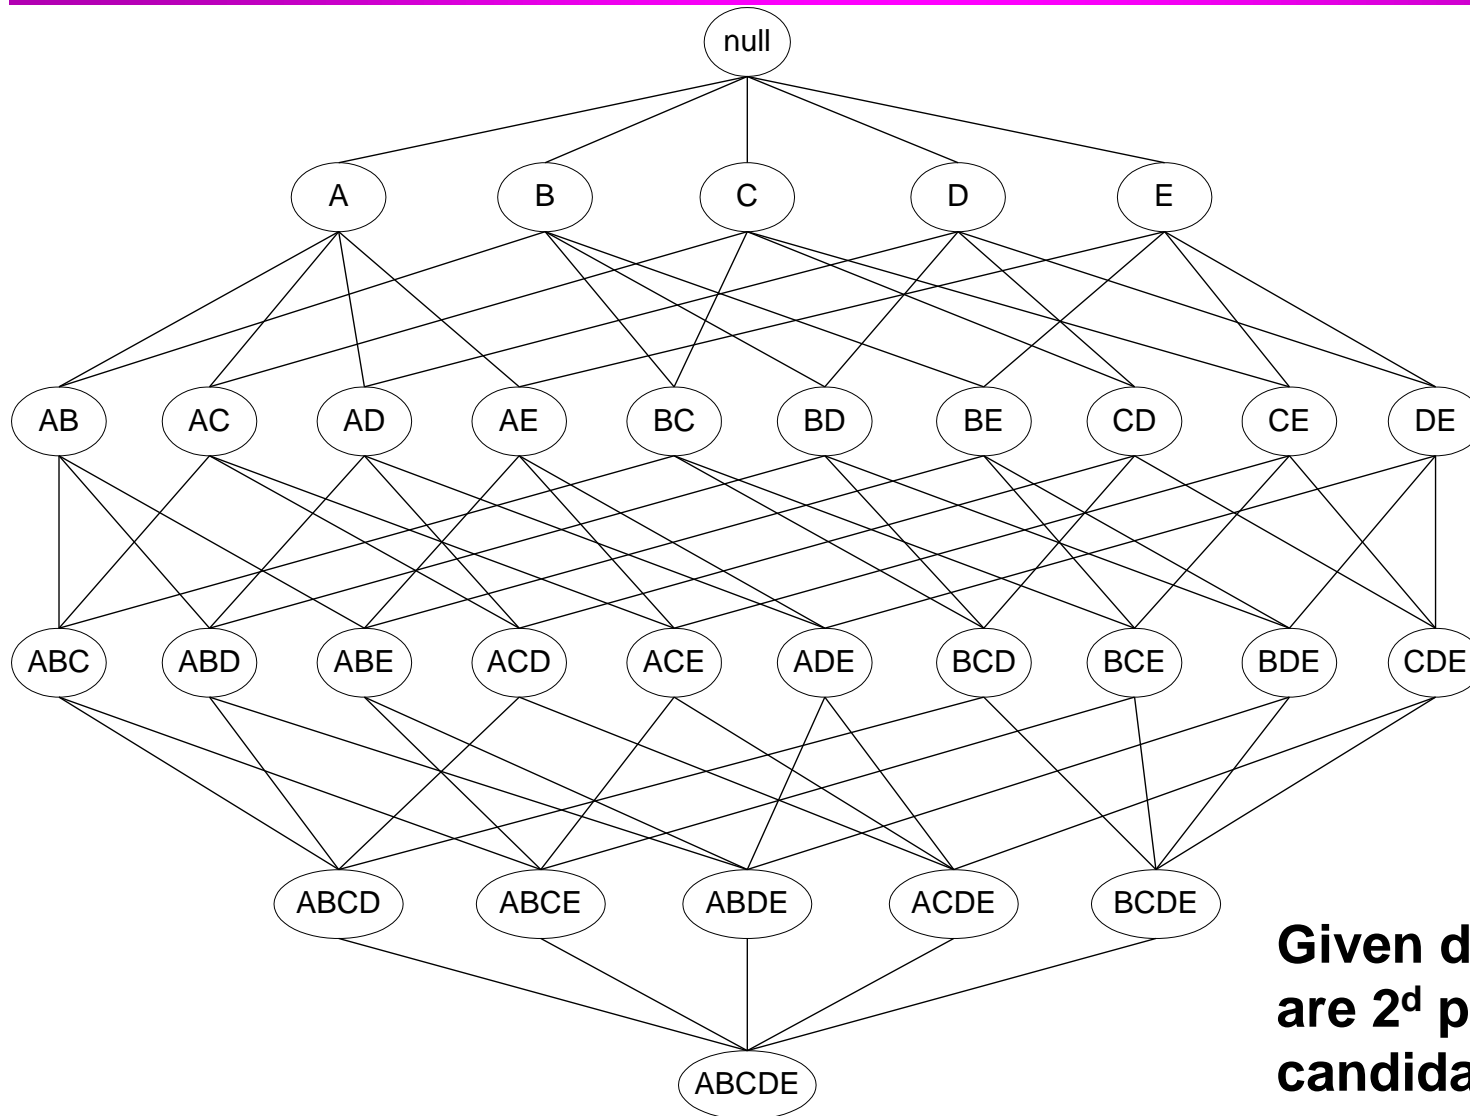 null
A B C D E
AB AC AD AE BC BD BE CD CE DE
ABC ABD ABE ACD ACE ADE BCD BCE BDE CDE
ABCD ABCE ABDE ACDE BCDE
ABCDE
Given d
are 2ᵈ p
candida